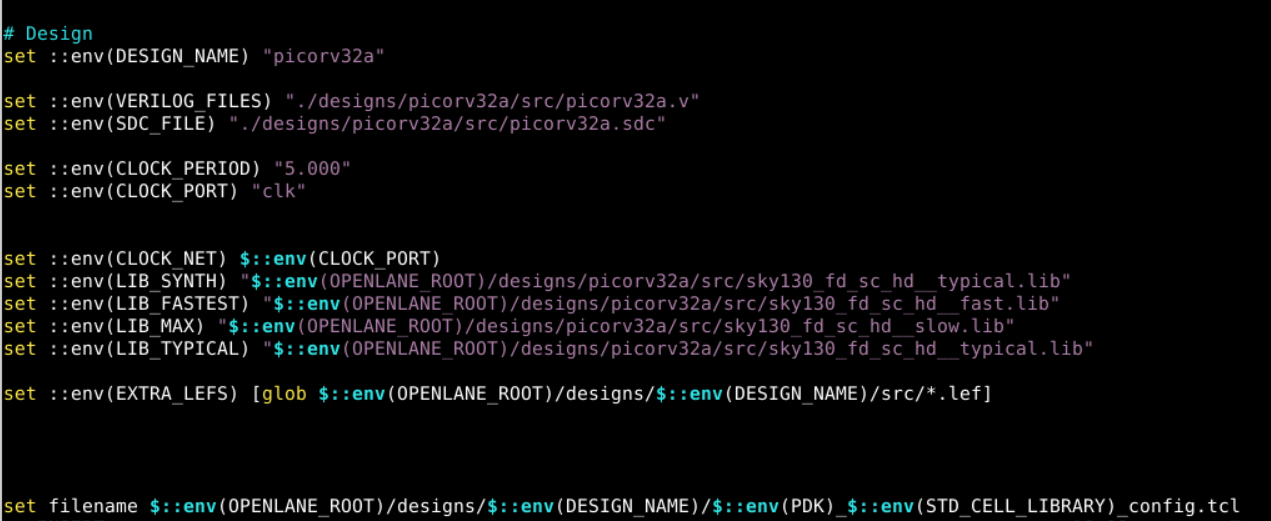 # Design
set ::env(DESIGN_NAME) "picorv32a"
set ::env(VERILOG_FILES) "./designs/picorv32a/src/picorv32a.v"
set ::env(SDC_FILE) "./designs/picorv32a/src/picorv32a.sdc"
set ::env(CLOCK_PERIOD) "5.000"
set ::env(CLOCK_PORT) "clk"
set ::env(CLOCK_NET) $::env(CLOCK_PORT)
set ::env(LIB_SYNTH) "$::env(OPENLANE_ROOT)/designs/picorv32a/src/sky130_fd_sc_hd__typical.lib"
set ::env(LIB_FASTEST) "$::env(OPENLANE_ROOT)/designs/picorv32a/src/sky130_fd_sc_hd__fast.lib"
set ::env(LIB_MAX) "$::env(OPENLANE_ROOT)/designs/picorv32a/src/sky130_fd_sc_hd__slow.lib"
set ::env(LIB_TYPICAL) "$::env(OPENLANE_ROOT)/designs/picorv32a/src/sky130_fd_sc_hd__typical.lib"
set ::env(EXTRA_LEFS) [glob $::env(OPENLANE_ROOT)/designs/$::env(DESIGN_NAME)/src/*.lef]
set filename $::env(OPENLANE_ROOT)/designs/$::env(DESIGN_NAME)/$::env(PDK)_$::env(STD_CELL_LIBRARY)_config.tcl